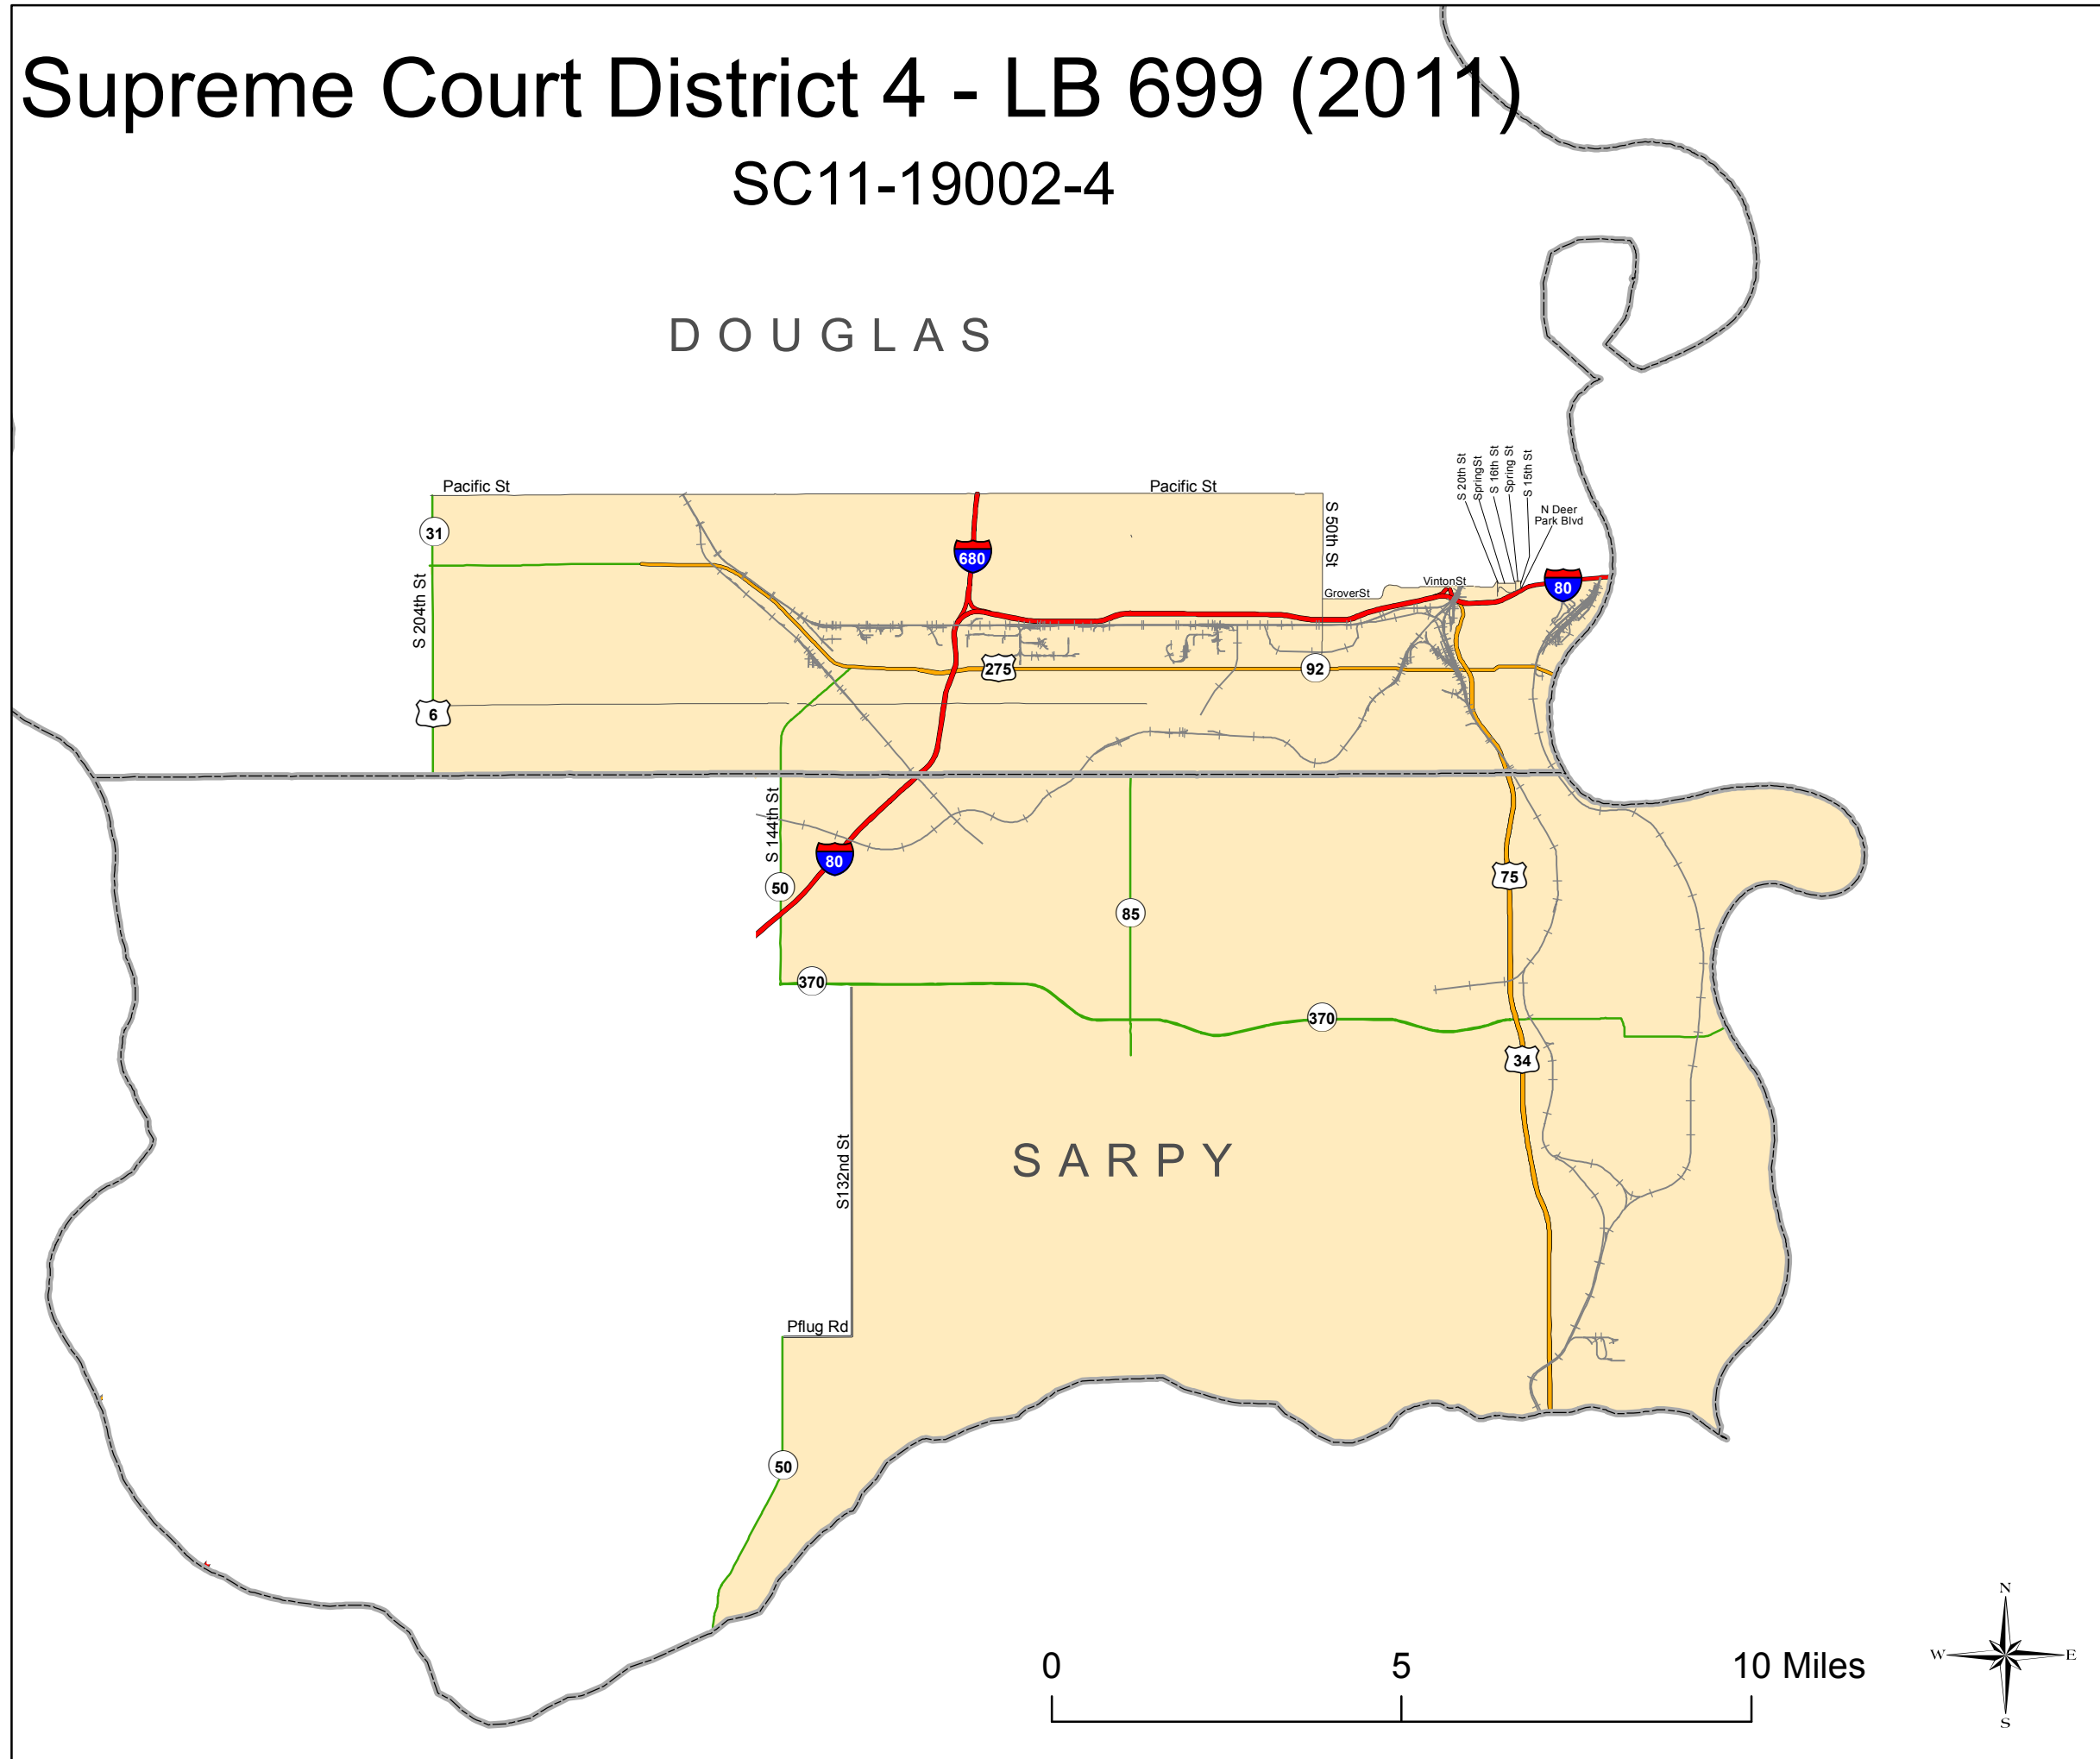 Supreme Court District 4 - LB 699 (2011)
SC11-19002-4
DOUGLAS
S 20th St
SpringSt
S 16th St
Spring St
S 15th St
N Deer
Park Blvd
Pacific St
Pacific St
S 50th St
31
680
VintonSt
80
GroverSt
S 204th St
275
92
6
S 144th St
80
75
50
85
370
370
34
S132nd St
SARPY
Pflug Rd
50
0
5
10 Miles
N
W
E
S